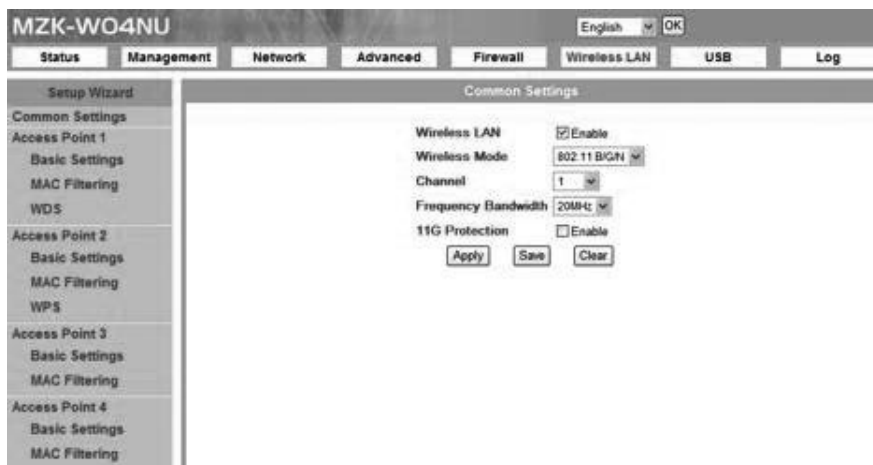 MZK-WO4NU
English OK
Status Management Network Advanced Firewall Wireless LAN USB Log
Setup Wizard
Common Settings
Access Point 1
Basic Settings
MAC Filtering
WDS
Access Point 2
Basic Settings
MAC Filtering
WPS
Access Point 3
Basic Settings
MAC Filtering
Access Point 4
Basic Settings
MAC Filtering
Common Settings
Wireless LAN Enable
Wireless Mode 802.11 B/G/N
Channel 1
Frequency Bandwidth 20MHz
11G Protection Enable
Apply Save Clear